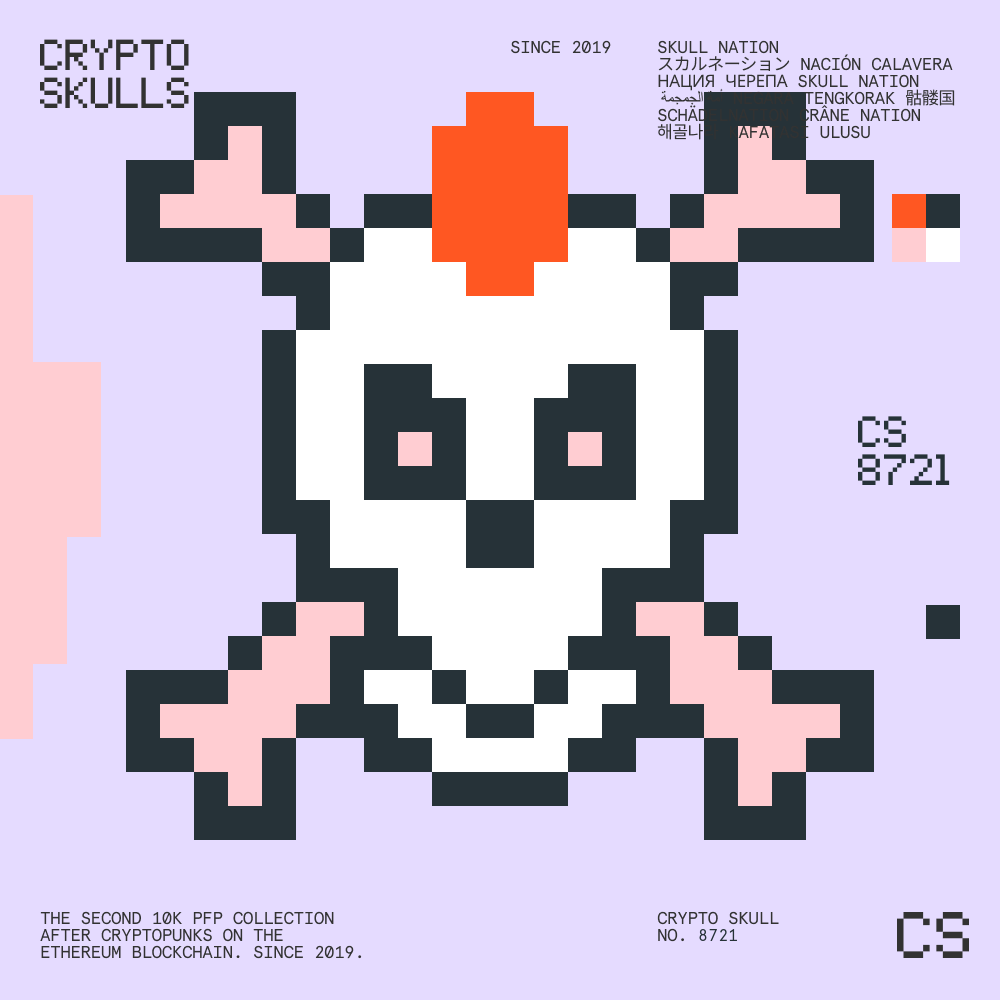 CRYPTO
SKULLS
SINCE 2019
SKULL NATION
スカルネーション NACIÓN CALAVERA
НАЦИЯ ЧЕРЕПА SKULL NATION
الجمجمة TENGKORAK 骷髅国
CRÂNE NATION
해골나 ULUSU
CS
8721
THE SECOND 10K PFP COLLECTION
AFTER CRYPTOPUNKS ON THE
ETHEREUM BLOCKCHAIN. SINCE 2019.
CRYPTO SKULL
NO. 8721
CS